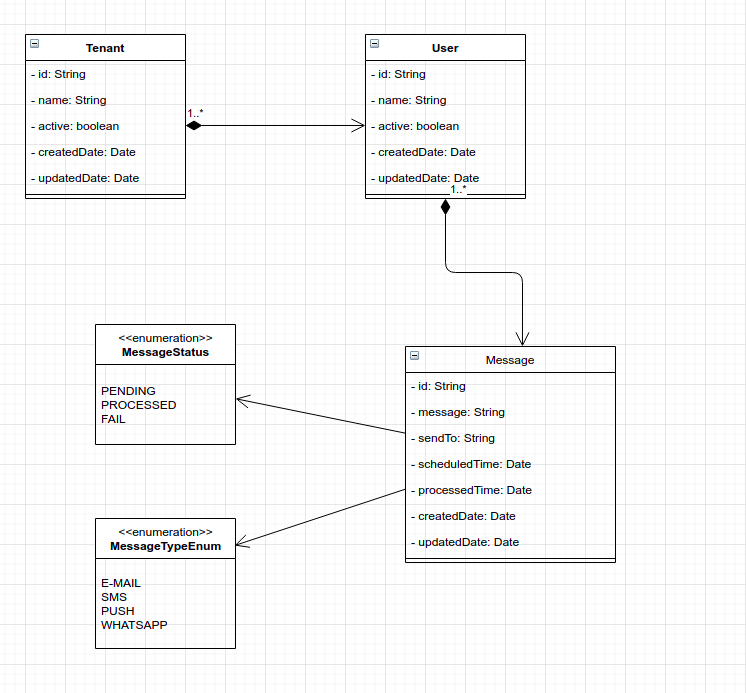 Tenant
- id: String
- name: String
- active: boolean
- createdDate: Date
- updatedDate: Date
1..*
User
- id: String
- name: String
- active: boolean
- createdDate: Date
- updatedDate: Date
1..*
<<enumeration>>
MessageStatus
PENDING
PROCESSED
FAIL
Message
- id: String
- message: String
- sendTo: String
- scheduledTime: Date
- processedTime: Date
- createdDate: Date
- updatedDate: Date
<<enumeration>>
MessageTypeEnum
E-MAIL
SMS
PUSH
WHATSAPP